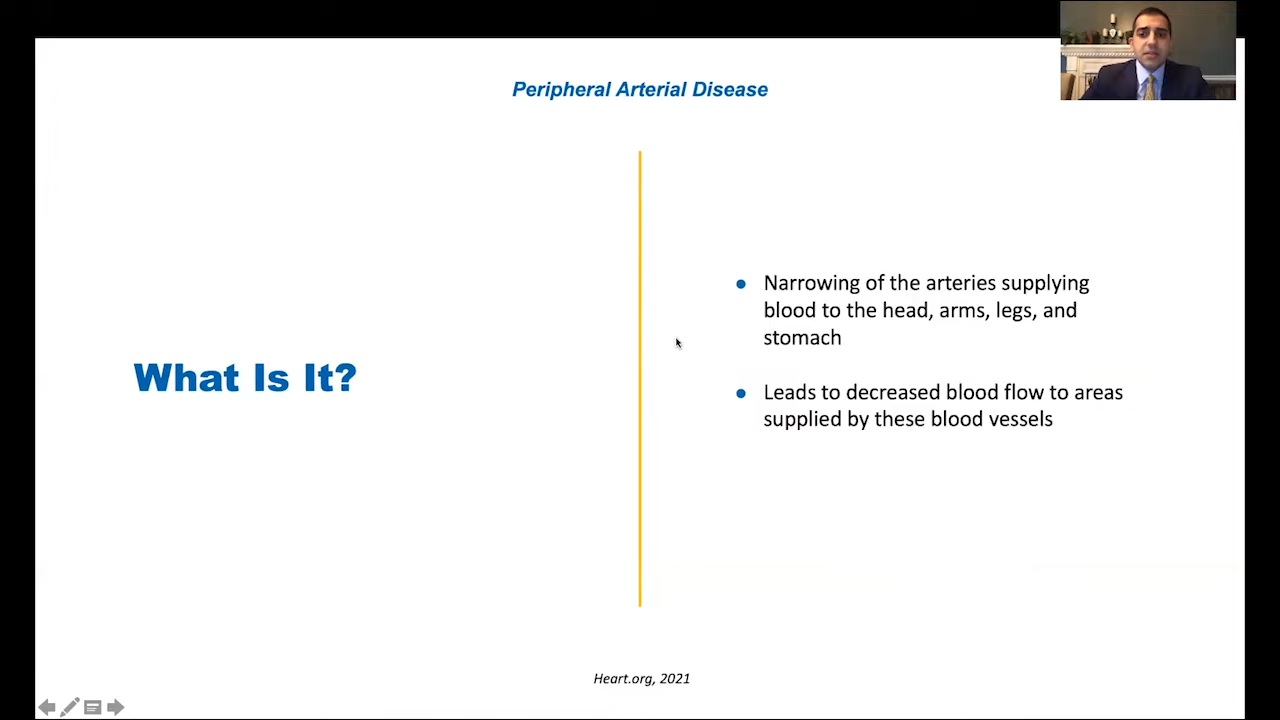 Peripheral Arterial Disease
What Is It?
● Narrowing of the arteries supplying
blood to the head, arms, legs, and
stomach
● Leads to decreased blood flow to areas
supplied by these blood vessels
Heart.org, 2021